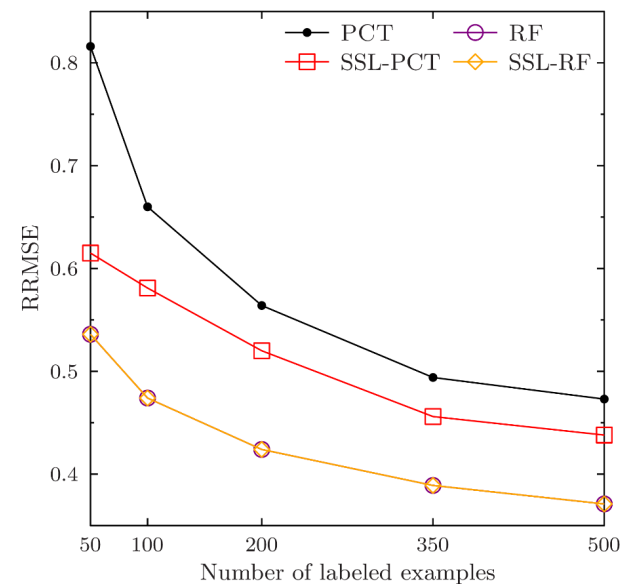 PCT RF
SSL-PCT SSL-RF
0.8
0.7
0.6
0.5
0.4
RRMSE
50 100 200 350 500
Number of labeled examples